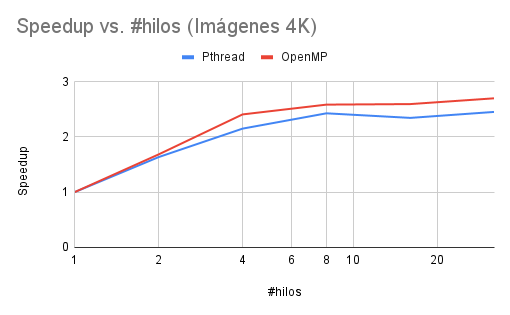 Speedup vs. #hilos (Imágenes 4K)
Pthread OpenMP
3
2
1
0
Speedup
1 2 4 6 8 10 20
#hilos